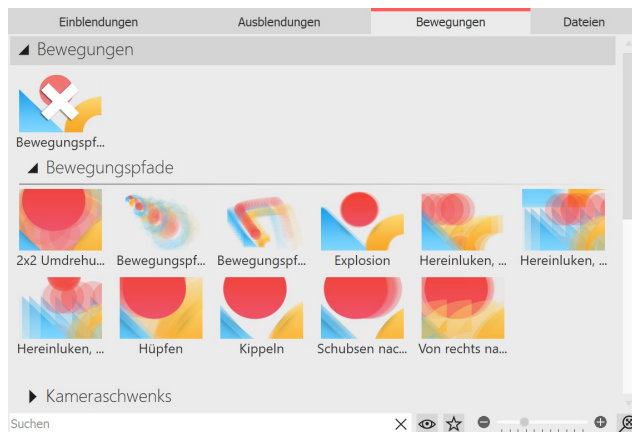 Einblendungen Ausblendungen Bewegungen Dateien
Bewegungen
Bewegungspf...
Bewegungspfade
2x2 Umdrehu... Bewegungspf... Bewegungspf... Explosion Hereinluken, ... Hereinluken, ...
Hereinluken, ... Hüpfen Kippeln Schubsen nac... Von rechts na...
Kameraschwenks
Suchen